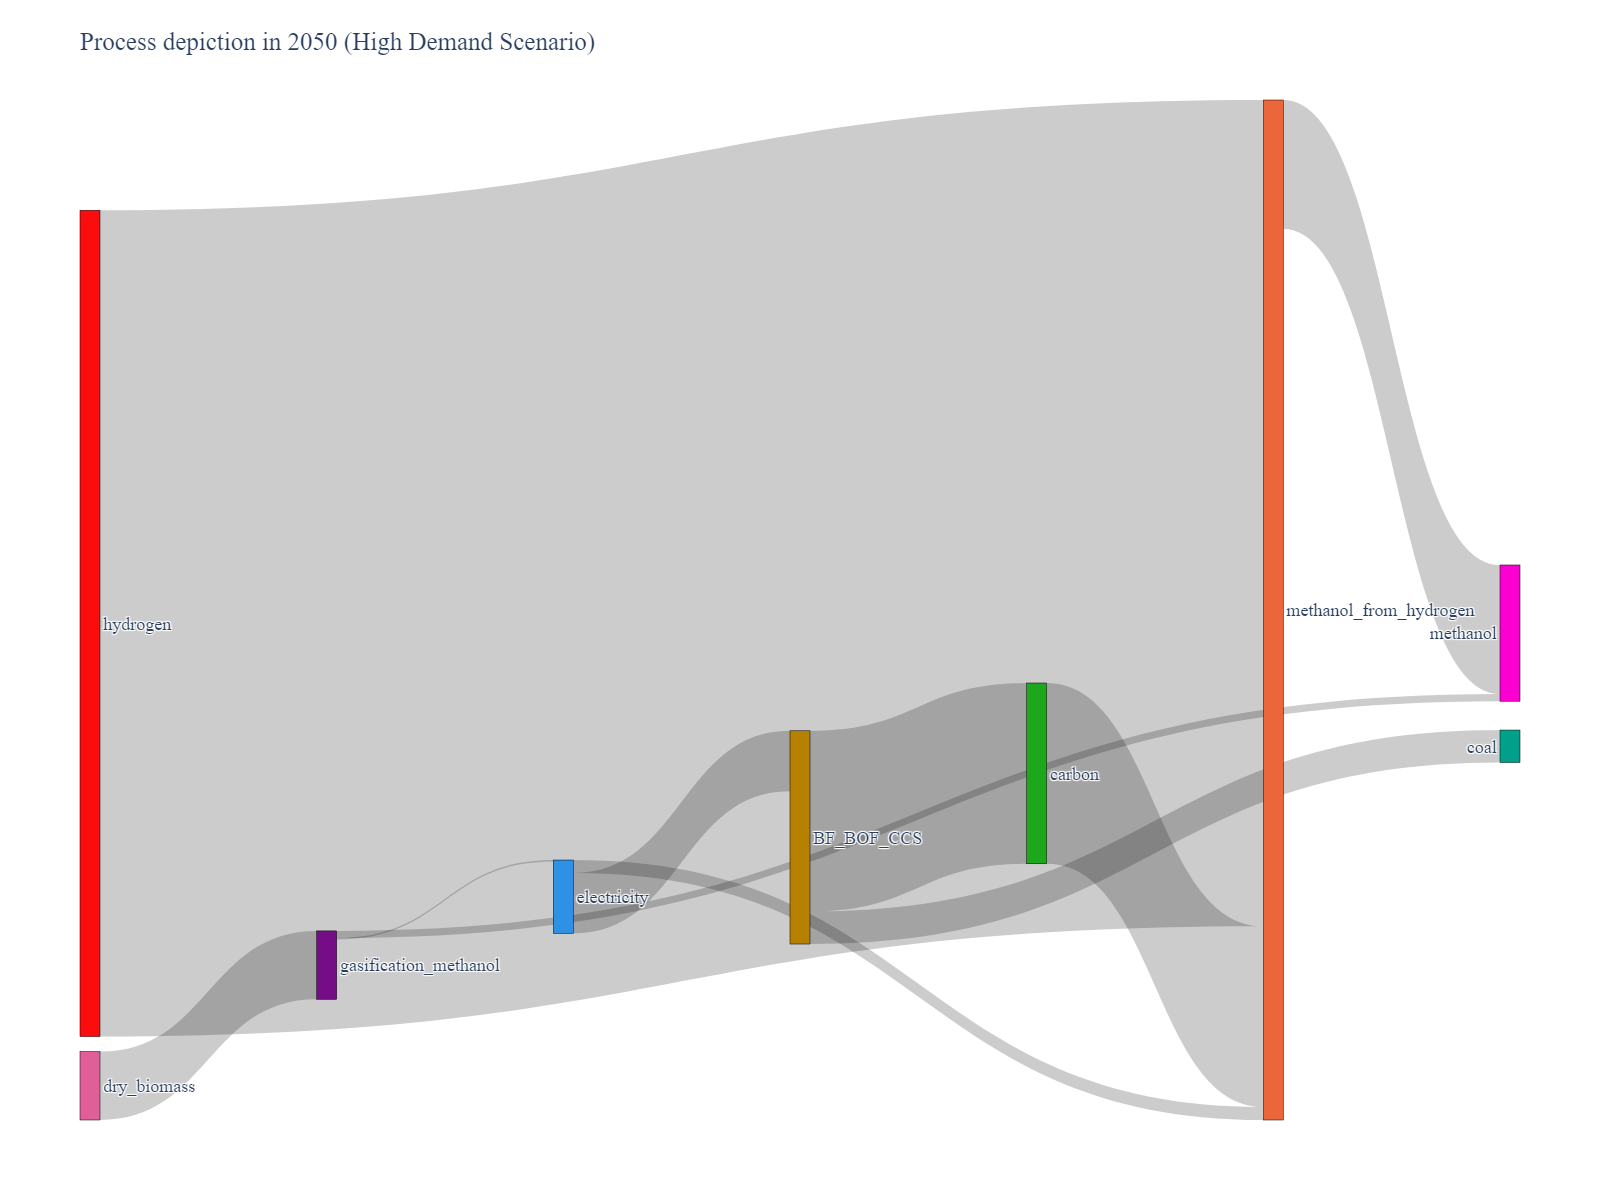 Process depiction in 2050 (High Demand Scenario)
hydrogen
methanol_from_hydrogen
methanol
coal
carbon
BF_BOF_CCS
electricity
gasification_methanol
dry_biomass